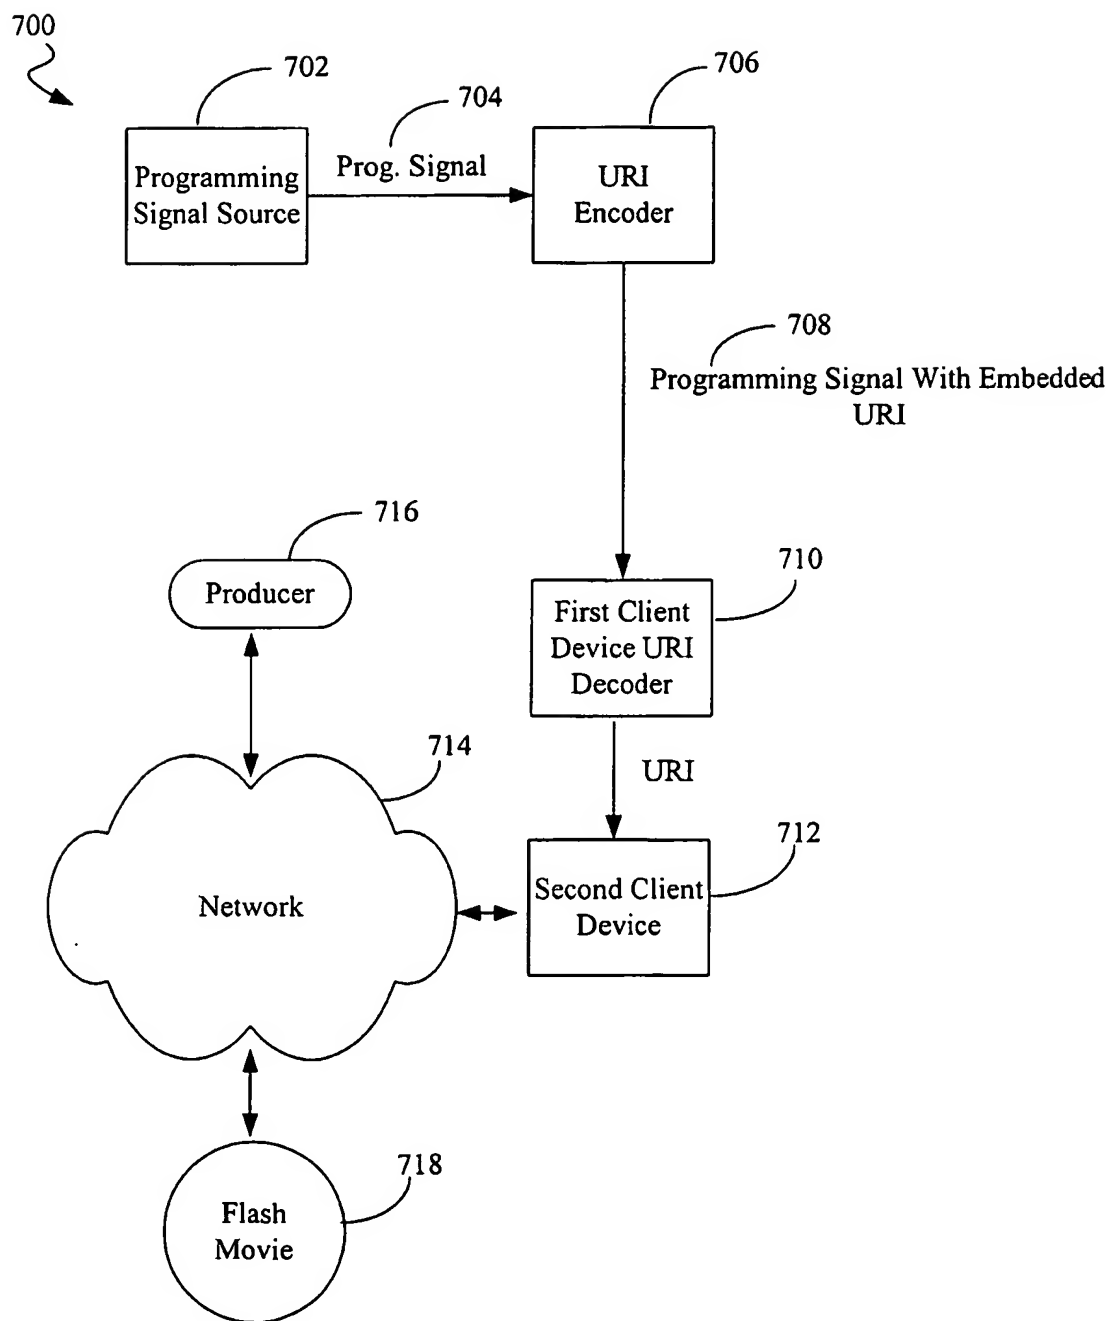 700
702
704
706
Programming
Signal Source
Prog. Signal
URI
Encoder
708
Programming Signal With Embedded
URI
716
Producer
710
First Client
Device URI
Decoder
714
URI
712
Network
Second Client
Device
718
Flash
Movie